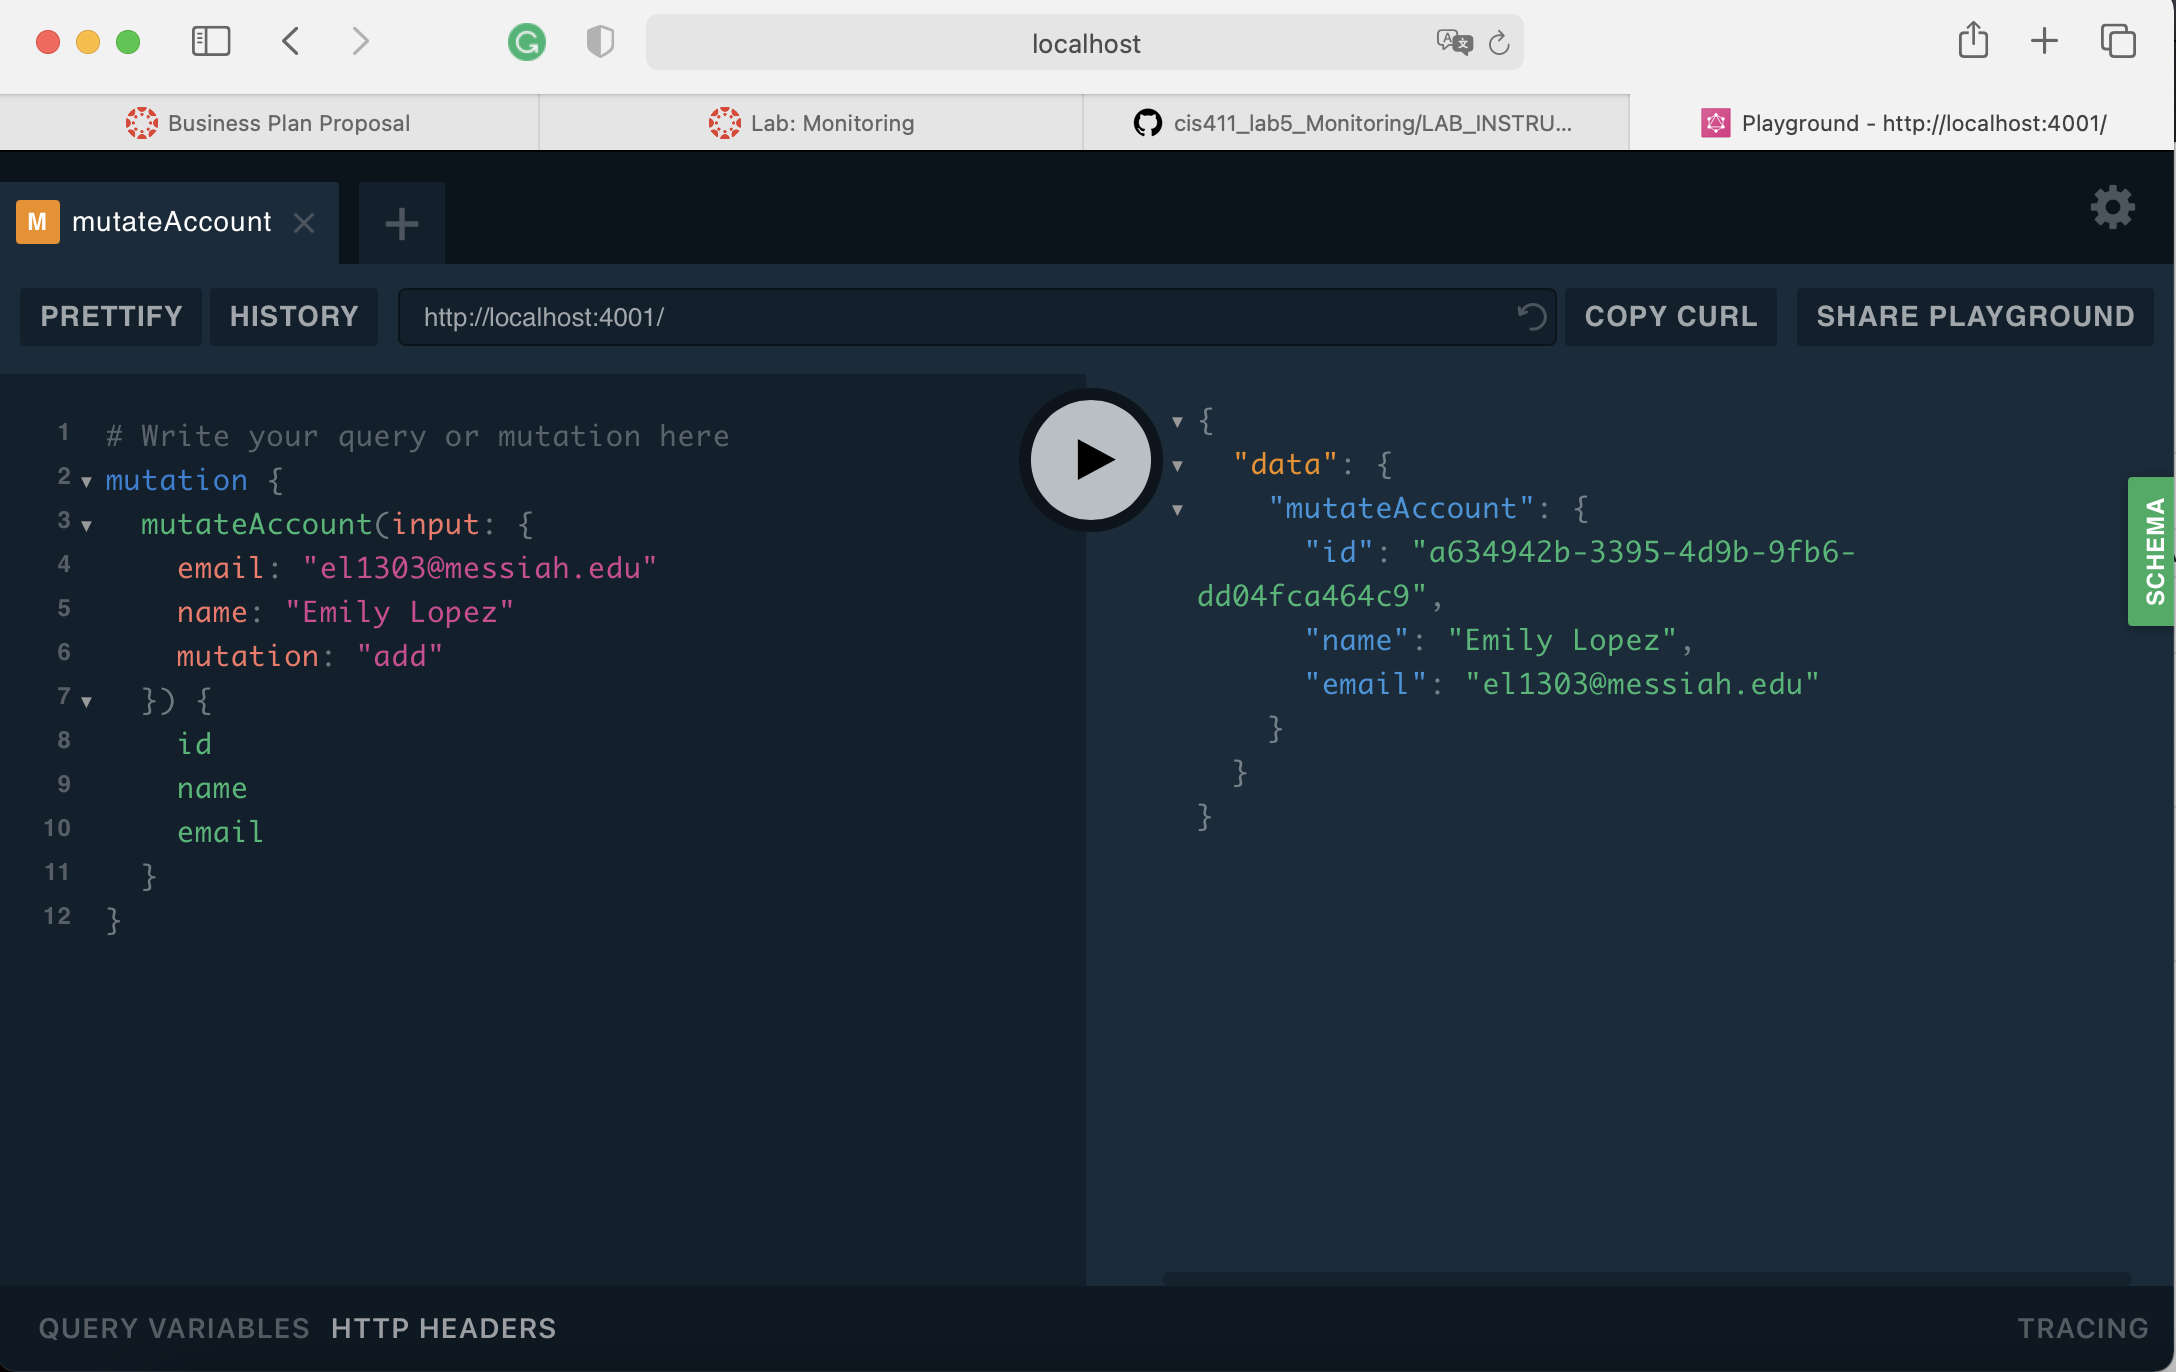 localhost
Business Plan Proposal
Lab: Monitoring
cis411_lab5_Monitoring/LAB_INSTRU...
Playground - http://localhost:4001/
M mutateAccount
PRETTIFY
HISTORY
http://localhost:4001/
COPY CURL
SHARE PLAYGROUND
1 # Write your query or mutation here
2 mutation {
3 mutateAccount(input: {
4 email: "el1303@messiah.edu"
5 name: "Emily Lopez"
6 mutation: "add"
7 }) {
8 id
9 name
10 email
11 }
12 }
{
"data": {
"mutateAccount": {
"id": "a634942b-3395-4d9b-9fb6-
dd04fca464c9",
"name": "Emily Lopez",
"email": "el1303@messiah.edu"
}
}
}
SCHEMA
QUERY VARIABLES
HTTP HEADERS
TRACING